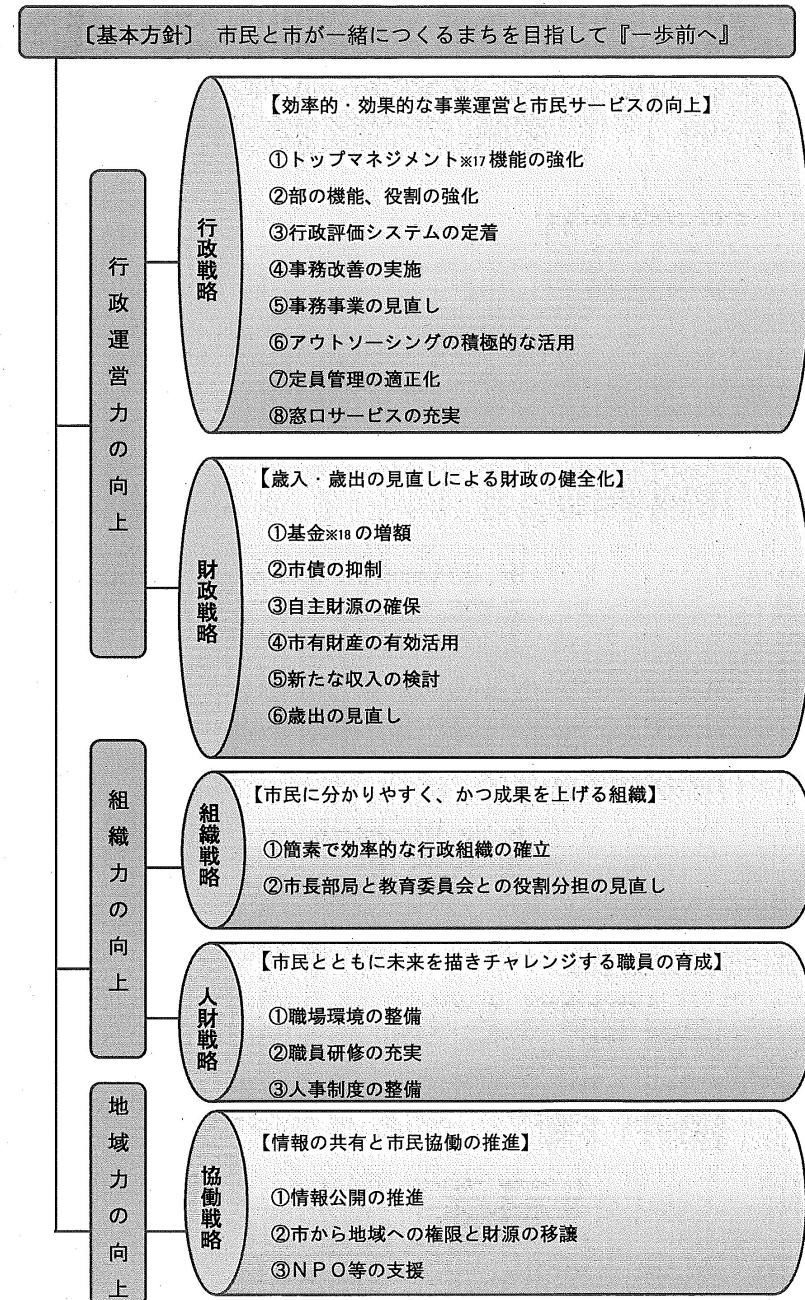 〔基本方針〕 市民と市が一緒につくるまちを目指して『一歩前へ』
行政運営力の向上
行政戦略
【効率的・効果的な事業運営と市民サービスの向上】
①トップマネジメント※17機能の強化
②部の機能、役割の強化
③行政評価システムの定着
④事務改善の実施
⑤事務事業の見直し
⑥アウトソーシングの積極的な活用
⑦定員管理の適正化
⑧窓口サービスの充実
財政戦略
【歳入・歳出の見直しによる財政の健全化】
①基金※18の増額
②市債の抑制
③自主財源の確保
④市有財産の有効活用
⑤新たな収入の検討
⑥歳出の見直し
組織力の向上
組織戦略
【市民に分かりやすく、かつ成果を上げる組織】
①簡素で効率的な行政組織の確立
②市長部局と教育委員会との役割分担の見直し
人財戦略
【市民とともに未来を描きチャレンジする職員の育成】
①職場環境の整備
②職員研修の充実
③人事制度の整備
地域力の向上
協働戦略
【情報の共有と市民協働の推進】
①情報公開の推進
②市から地域への権限と財源の移譲
③NPO等の支援